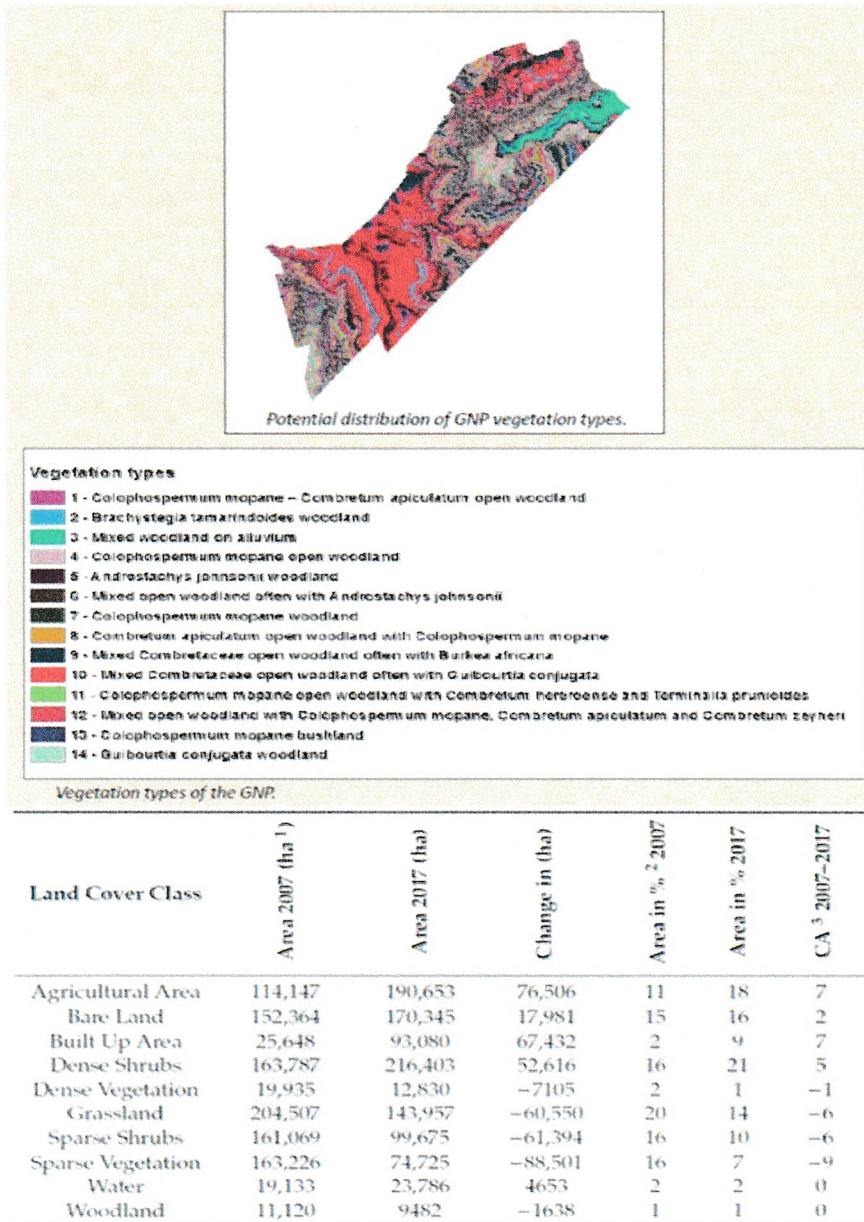 Potential distribution of GNP vegetation types.
Vegetation types
1 - Colophospermum mopane – Combretum apiculatum open woodland
2 - Brachystegia tamarindoides woodland
3 - Mixed woodland on alluvium
4 - Colophospermum mopane open woodland
5 - Androstachys johnsonii woodland
6 - Mixed open woodland often with Androstachys johnsonii
7 - Colophospermum mopane woodland
8 - Combretum apiculatum open woodland with Colophospermum mopane
9 - Mixed Combretaceae open woodland often with Burkea africana
10 - Mixed Combretaceae open woodland often with Guibourtia conjugata
11 - Colophospermum mopane open woodland with Combretum hereroense and Terminalia prunioides
12 - Mixed open woodland with Colophospermum mopane, Combretum apiculatum and Combretum zeyheri
13 - Colophospermum mopane bushland
14 - Guibourtia conjugata woodland
Vegetation types of the GNP.
Land Cover Class Area 2007 (ha 1) Area 2017 (ha) Change in (ha) Area in % 2 2007 Area in % 2017 CA 3 2007–2017
Agricultural Area 114,147 190,653 76,506 11 18 7
Bare Land 152,364 170,345 17,981 15 16 2
Built Up Area 25,648 93,080 67,432 2 9 7
Dense Shrubs 163,787 216,403 52,616 16 21 5
Dense Vegetation 19,935 12,830 −7105 2 1 −1
Grassland 204,507 143,957 −60,550 20 14 −6
Sparse Shrubs 161,069 99,675 −61,394 16 10 −6
Sparse Vegetation 163,226 74,725 −88,501 16 7 −9
Water 19,133 23,786 4653 2 2 0
Woodland 11,120 9482 −1638 1 1 0